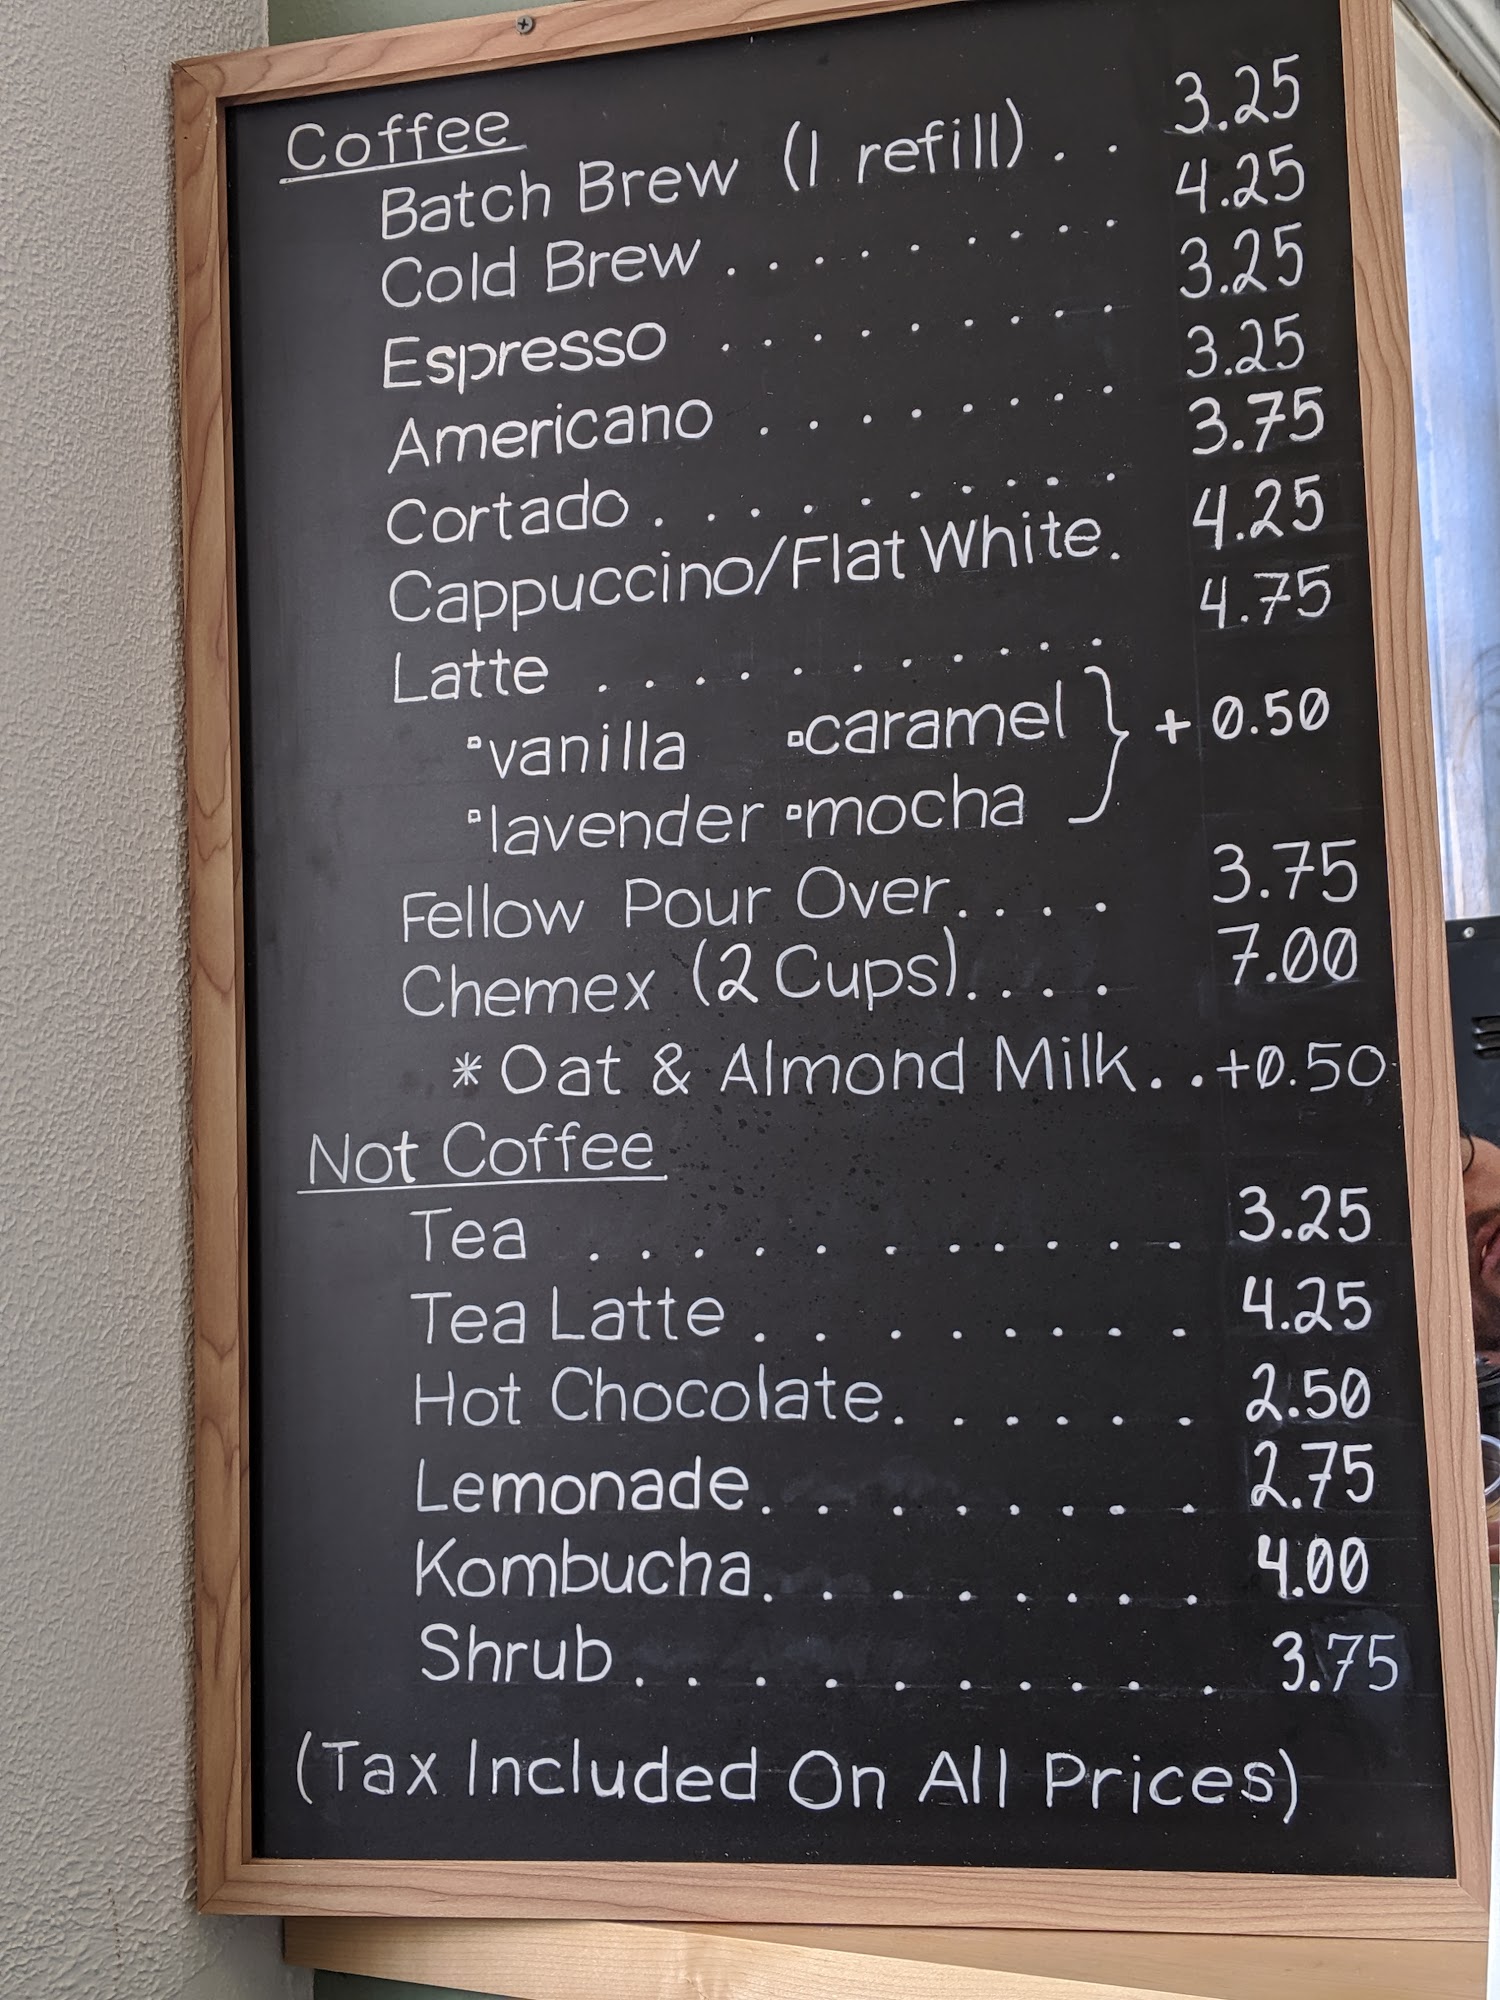 Coffee
Batch Brew (1 refill) . . 3.25
Cold Brew . . . . . . . . . 4.25
Espresso . . . . . . . . . 3.25
Americano . . . . . . . . 3.25
Cortado . . . . . . . . . . 3.75
Cappuccino/Flat White. 4.25
Latte . . . . . . . . . . . 4.75
▫vanilla ▫caramel } + 0.50
▫lavender ▫mocha
Fellow Pour Over. . . . 3.75
Chemex (2 Cups). . . . 7.00
* Oat & Almond Milk. . +0.50
Not Coffee
Tea . . . . . . . . . . . 3.25
Tea Latte . . . . . . . . 4.25
Hot Chocolate. . . . . . 2.50
Lemonade. . . . . . . . . 2.75
Kombucha. . . . . . . . . 4.00
Shrub. . . . . . . . . . 3.75
(Tax Included On All Prices)